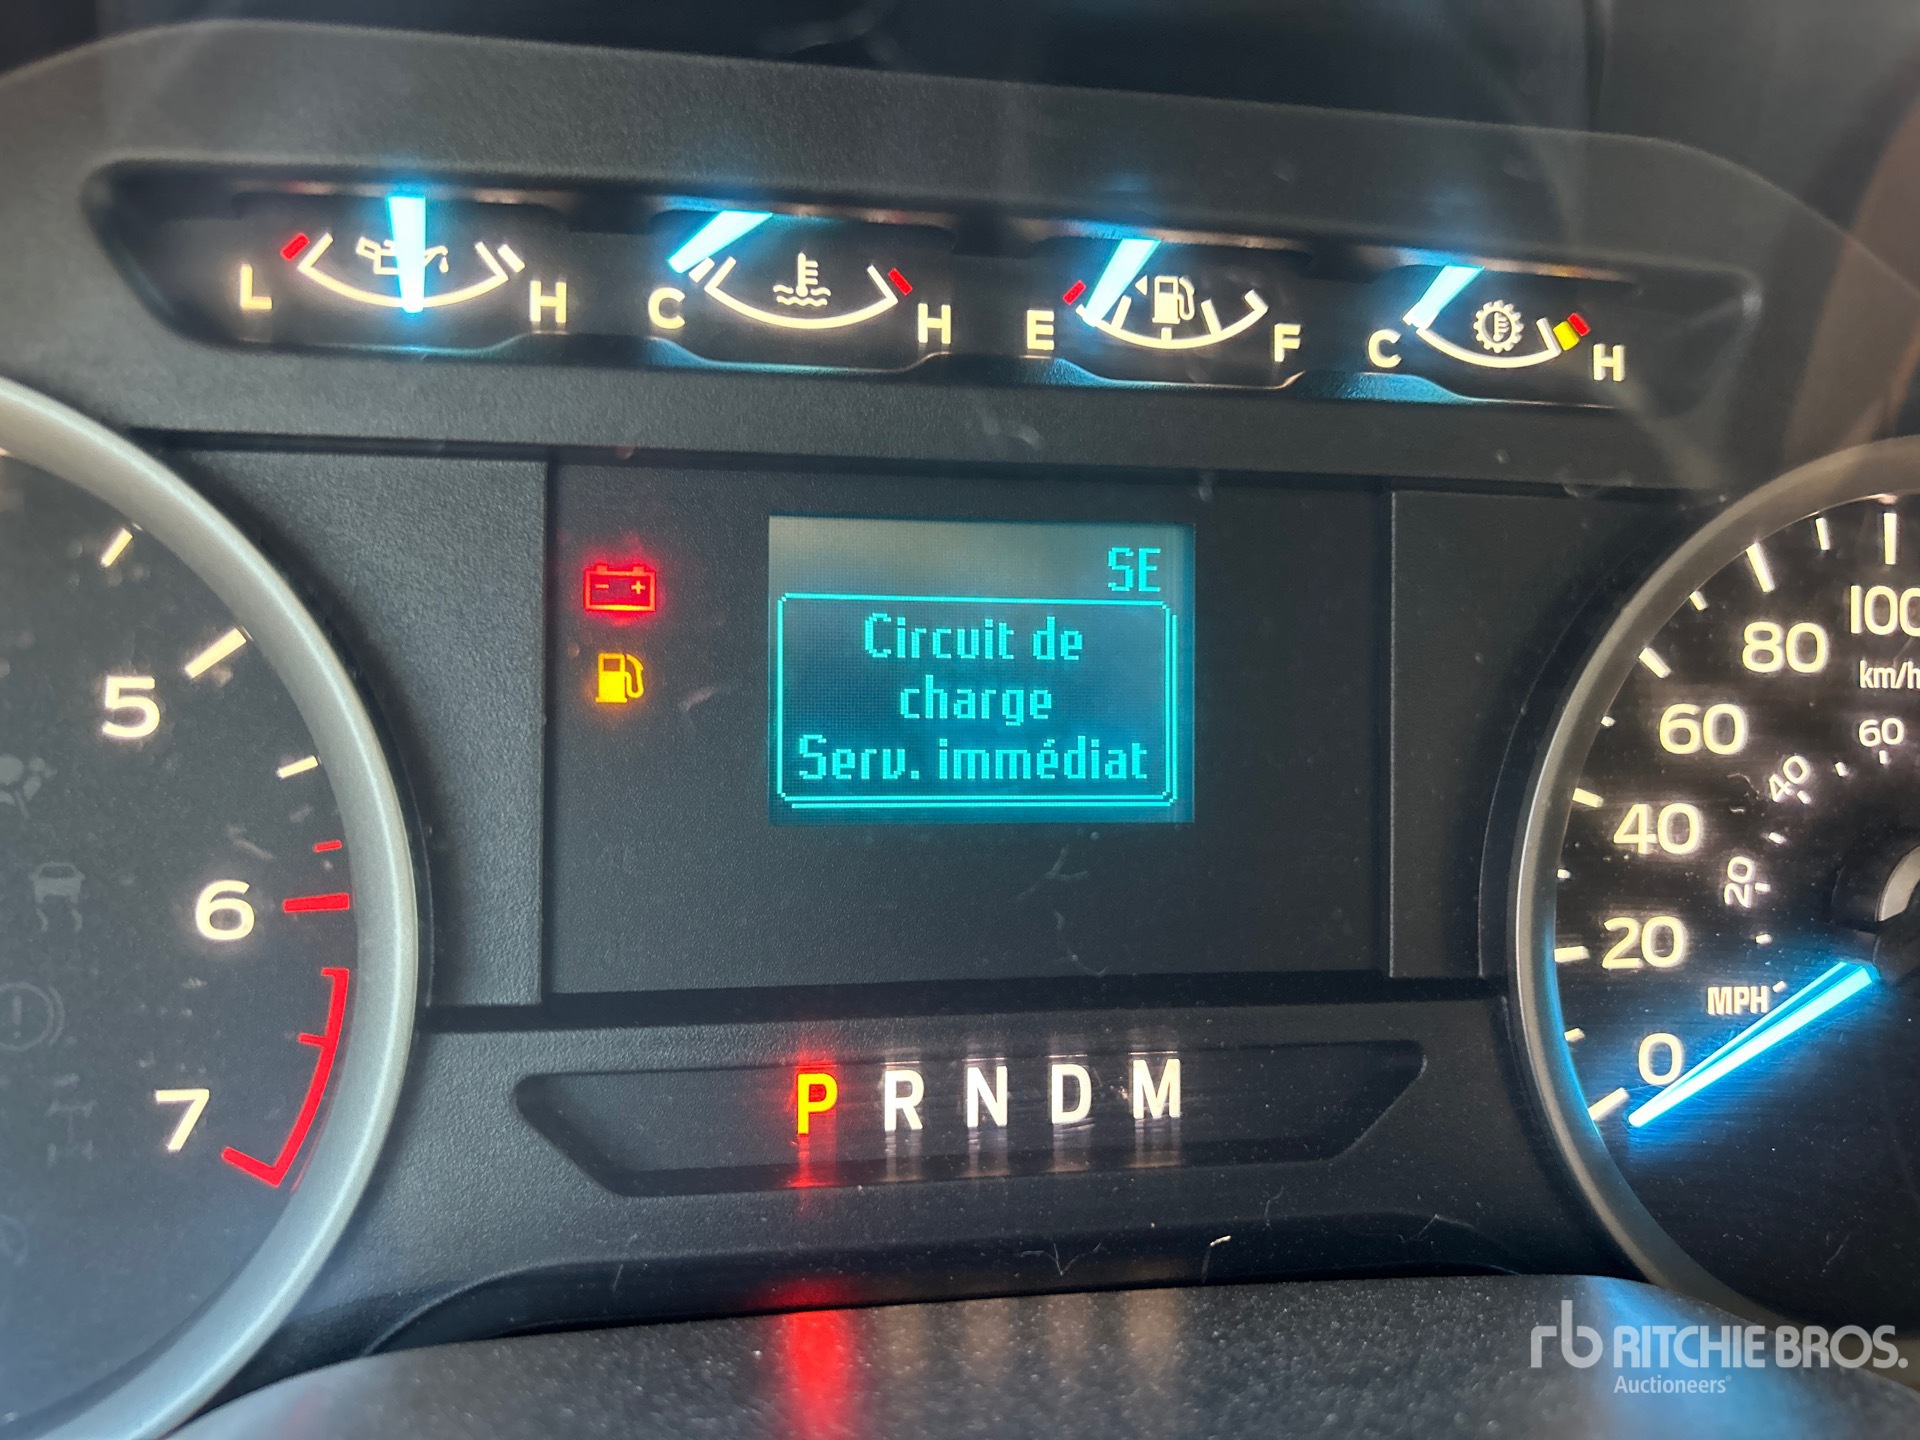 L H C H E F C H
SE
Circuit de
charge
Serv. immédiat
5
6
7
P R N D M
100
km/h
80
60
60
40
40
20
20
MPH
0
rb RITCHIE BROS.
Auctioneers